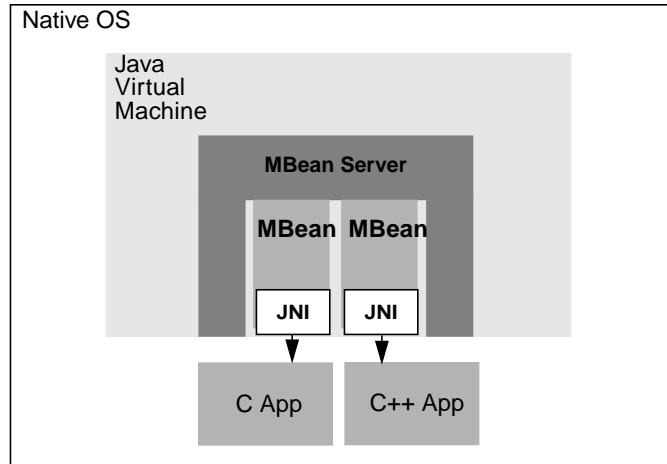 Native OS
Java
Virtual
Machine
MBean Server
MBean MBean
JNI JNI
C App C++ App